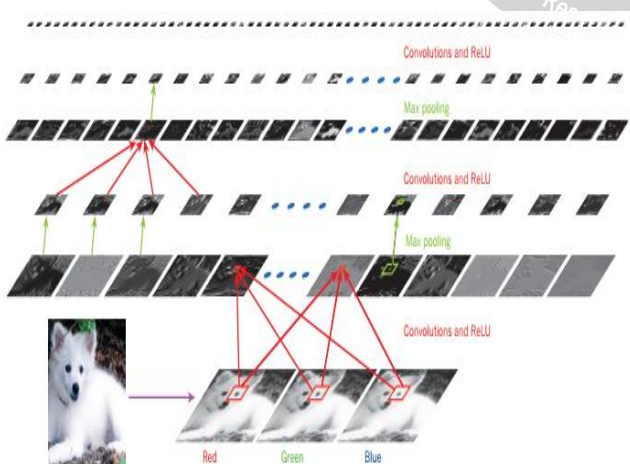 Convolutions and ReLU
Max pooling
Convolutions and ReLU
Max pooling
Convolutions and ReLU
Red Green Blue